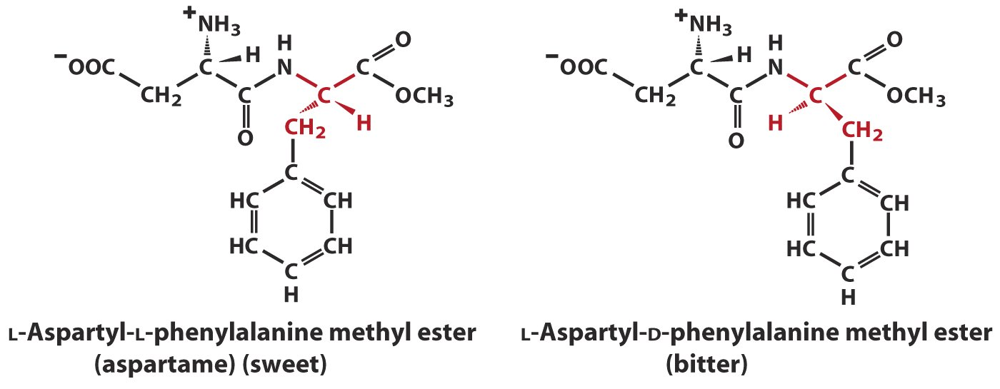 +NH3
+NH3
H
O
H
O
H
H
-OOC
C
N
C
-OOC
C
N
C
CH2
C
C
OCH3
CH2
C
C
OCH3
O
CH2
H
O
H
CH2
C
C
HC
CH
HC
CH
HC
CH
HC
CH
C
C
H
H
L-Aspartyl-L-phenylalanine methyl ester
(aspartame) (sweet)
L-Aspartyl-D-phenylalanine methyl ester
(bitter)